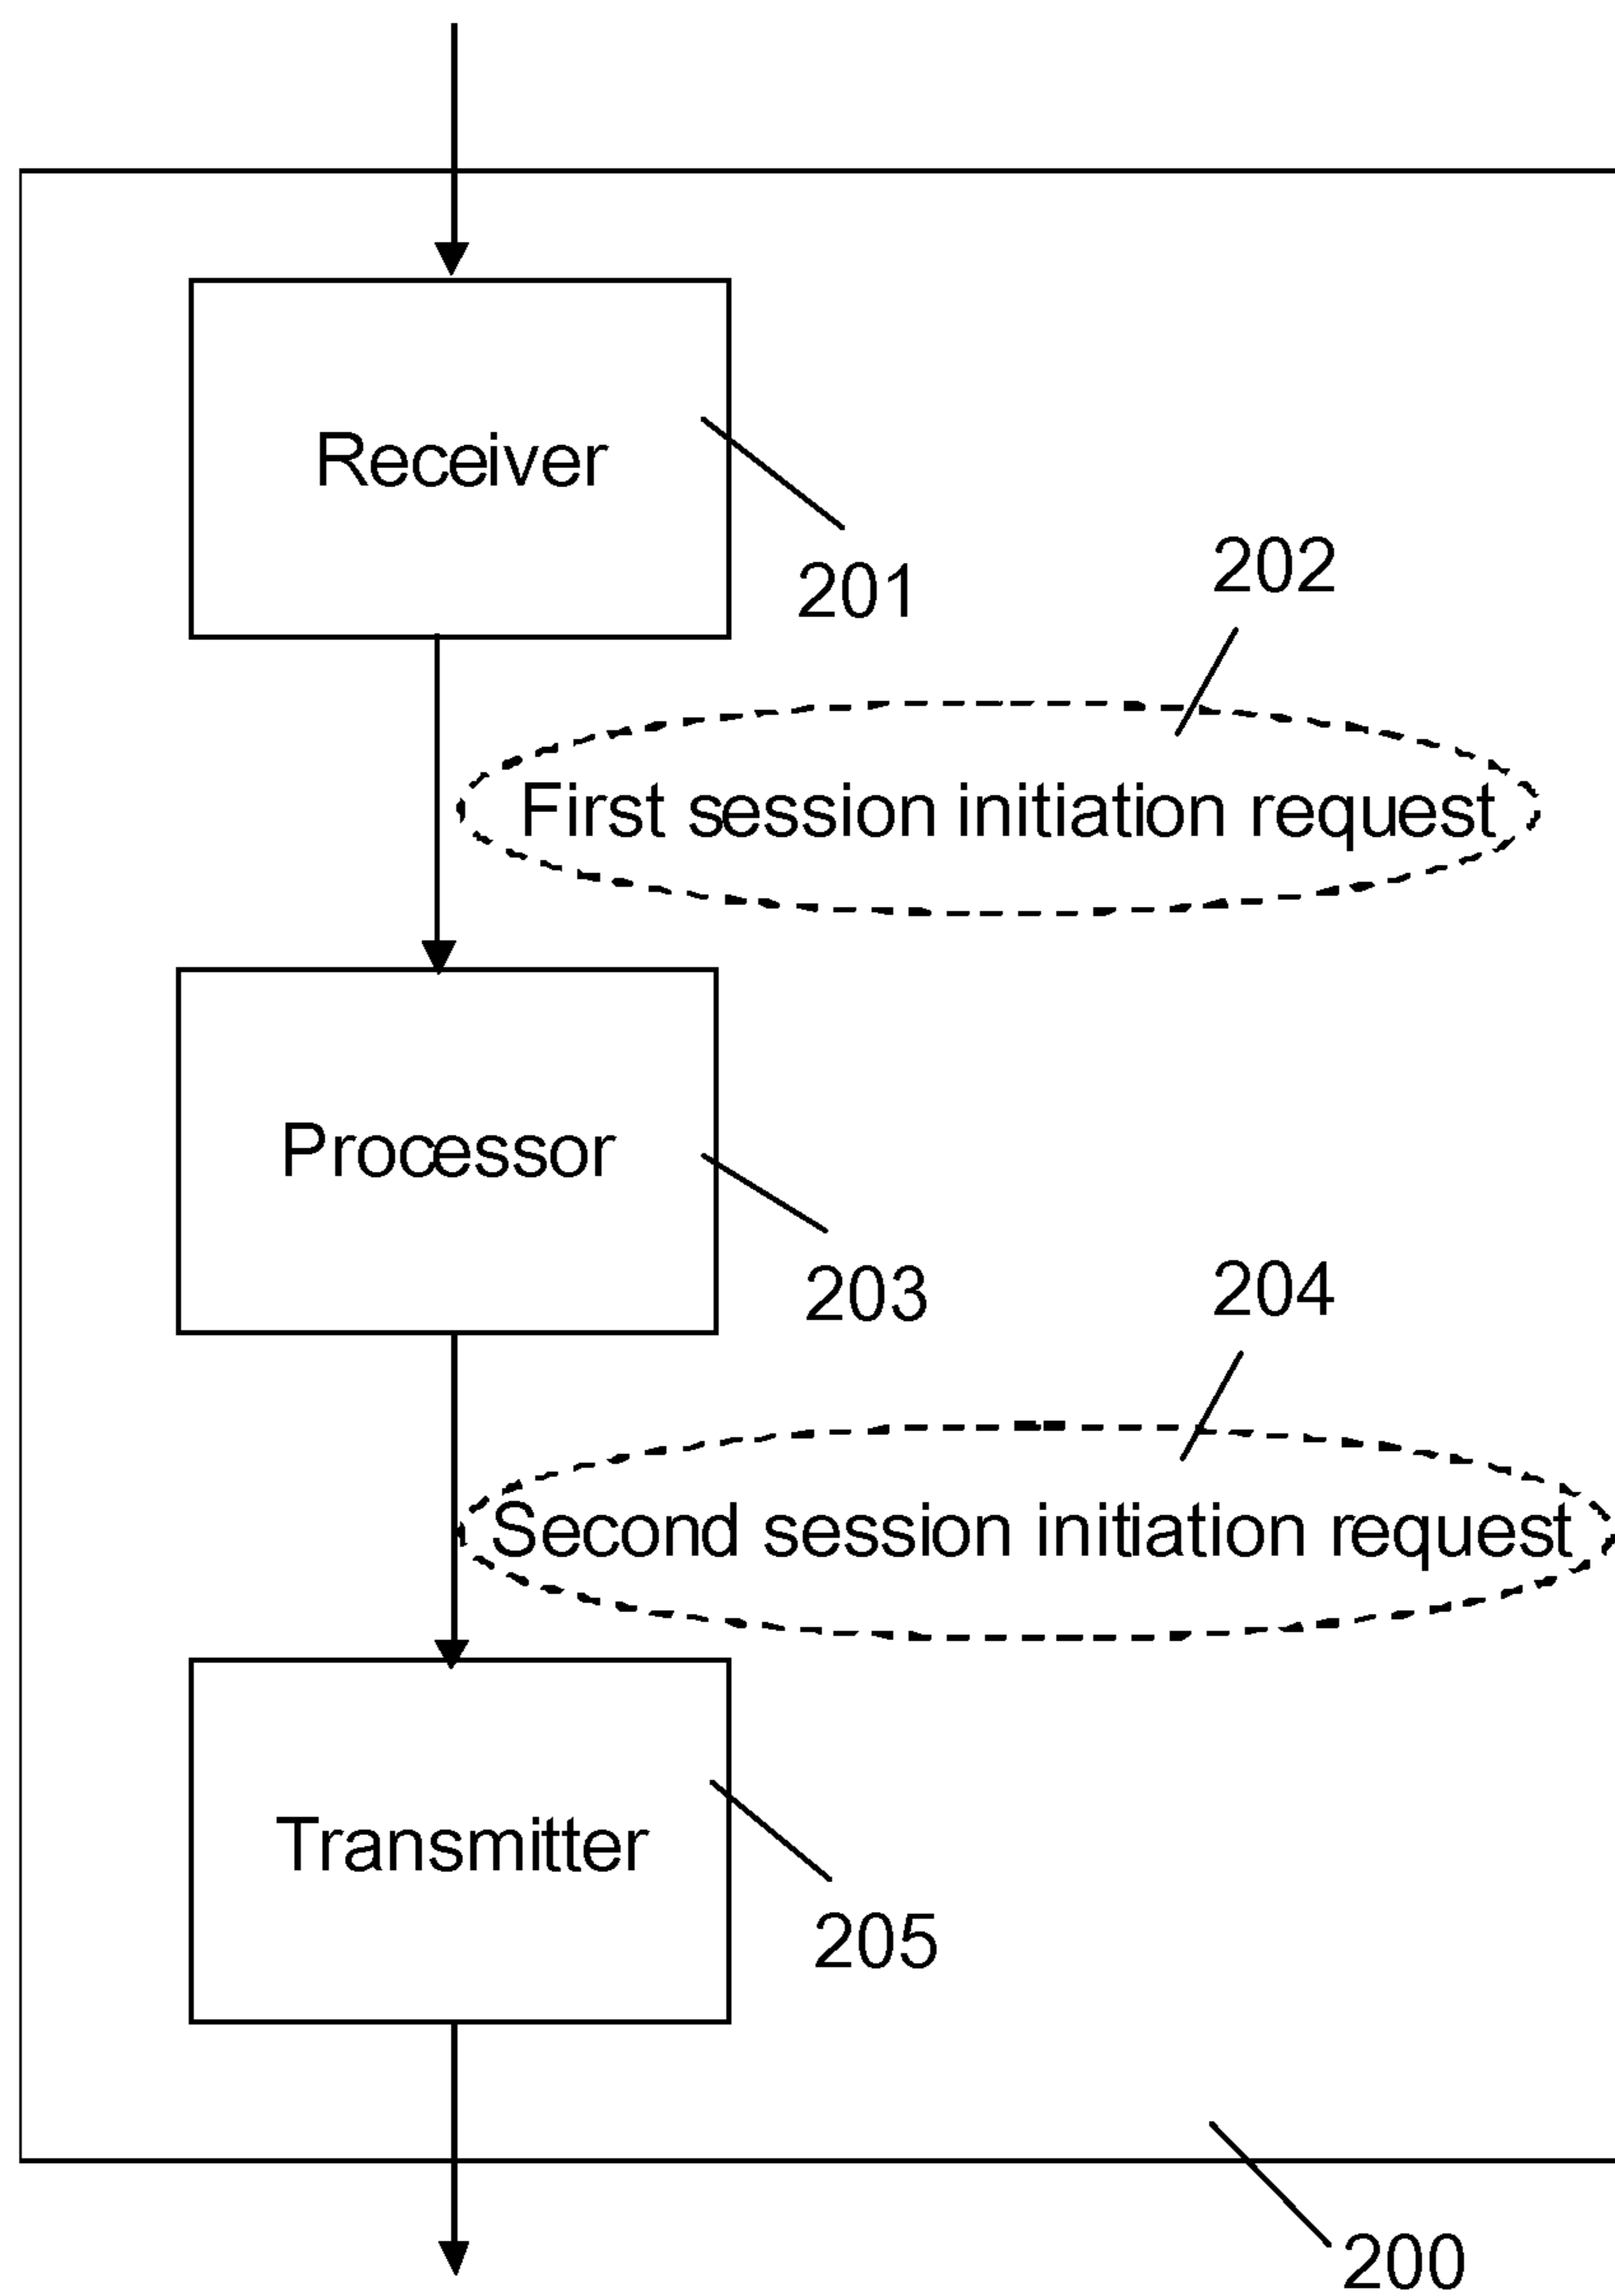 Receiver
201
202
First session initiation request
Processor
203
204
Second session initiation request
Transmitter
205
200